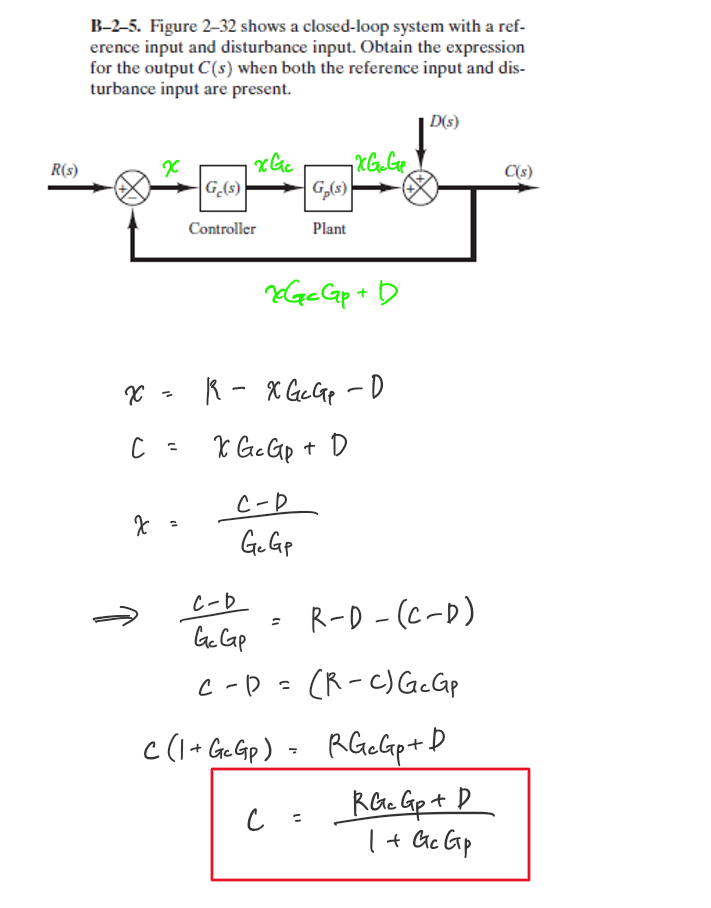 B–2–5. Figure 2–32 shows a closed-loop system with a ref-
erence input and disturbance input. Obtain the expression
for the output C(s) when both the reference input and dis-
turbance input are present.
D(s)
R(s) x xGc xGcGp C(s)
+ − Gc(s) Gp(s) + +
Controller Plant
xGcGp + D
x = R − xGcGp − D
C = xGcGp + D
x = C−D / GcGp
⇒ C−D / GcGp = R−D−(C−D)
C−D = (R−C)GcGp
C(1+GcGp) = RGcGp+D
C = RGcGp+D / 1+GcGp